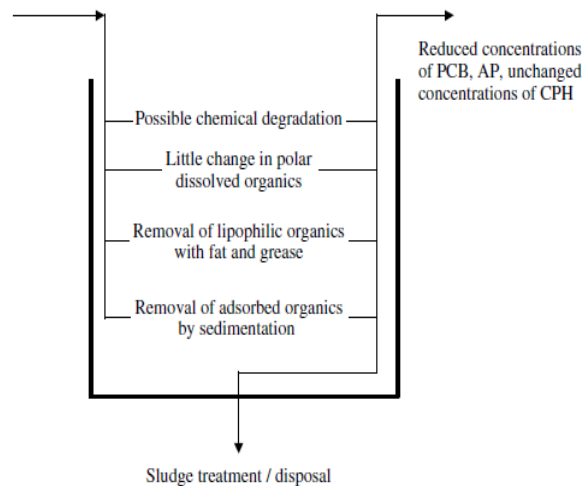 Reduced concentrations
of PCB, AP, unchanged
concentrations of CPH
Possible chemical degradation
Little change in polar
dissolved organics
Removal of lipophilic organics
with fat and grease
Removal of adsorbed organics
by sedimentation
Sludge treatment / disposal